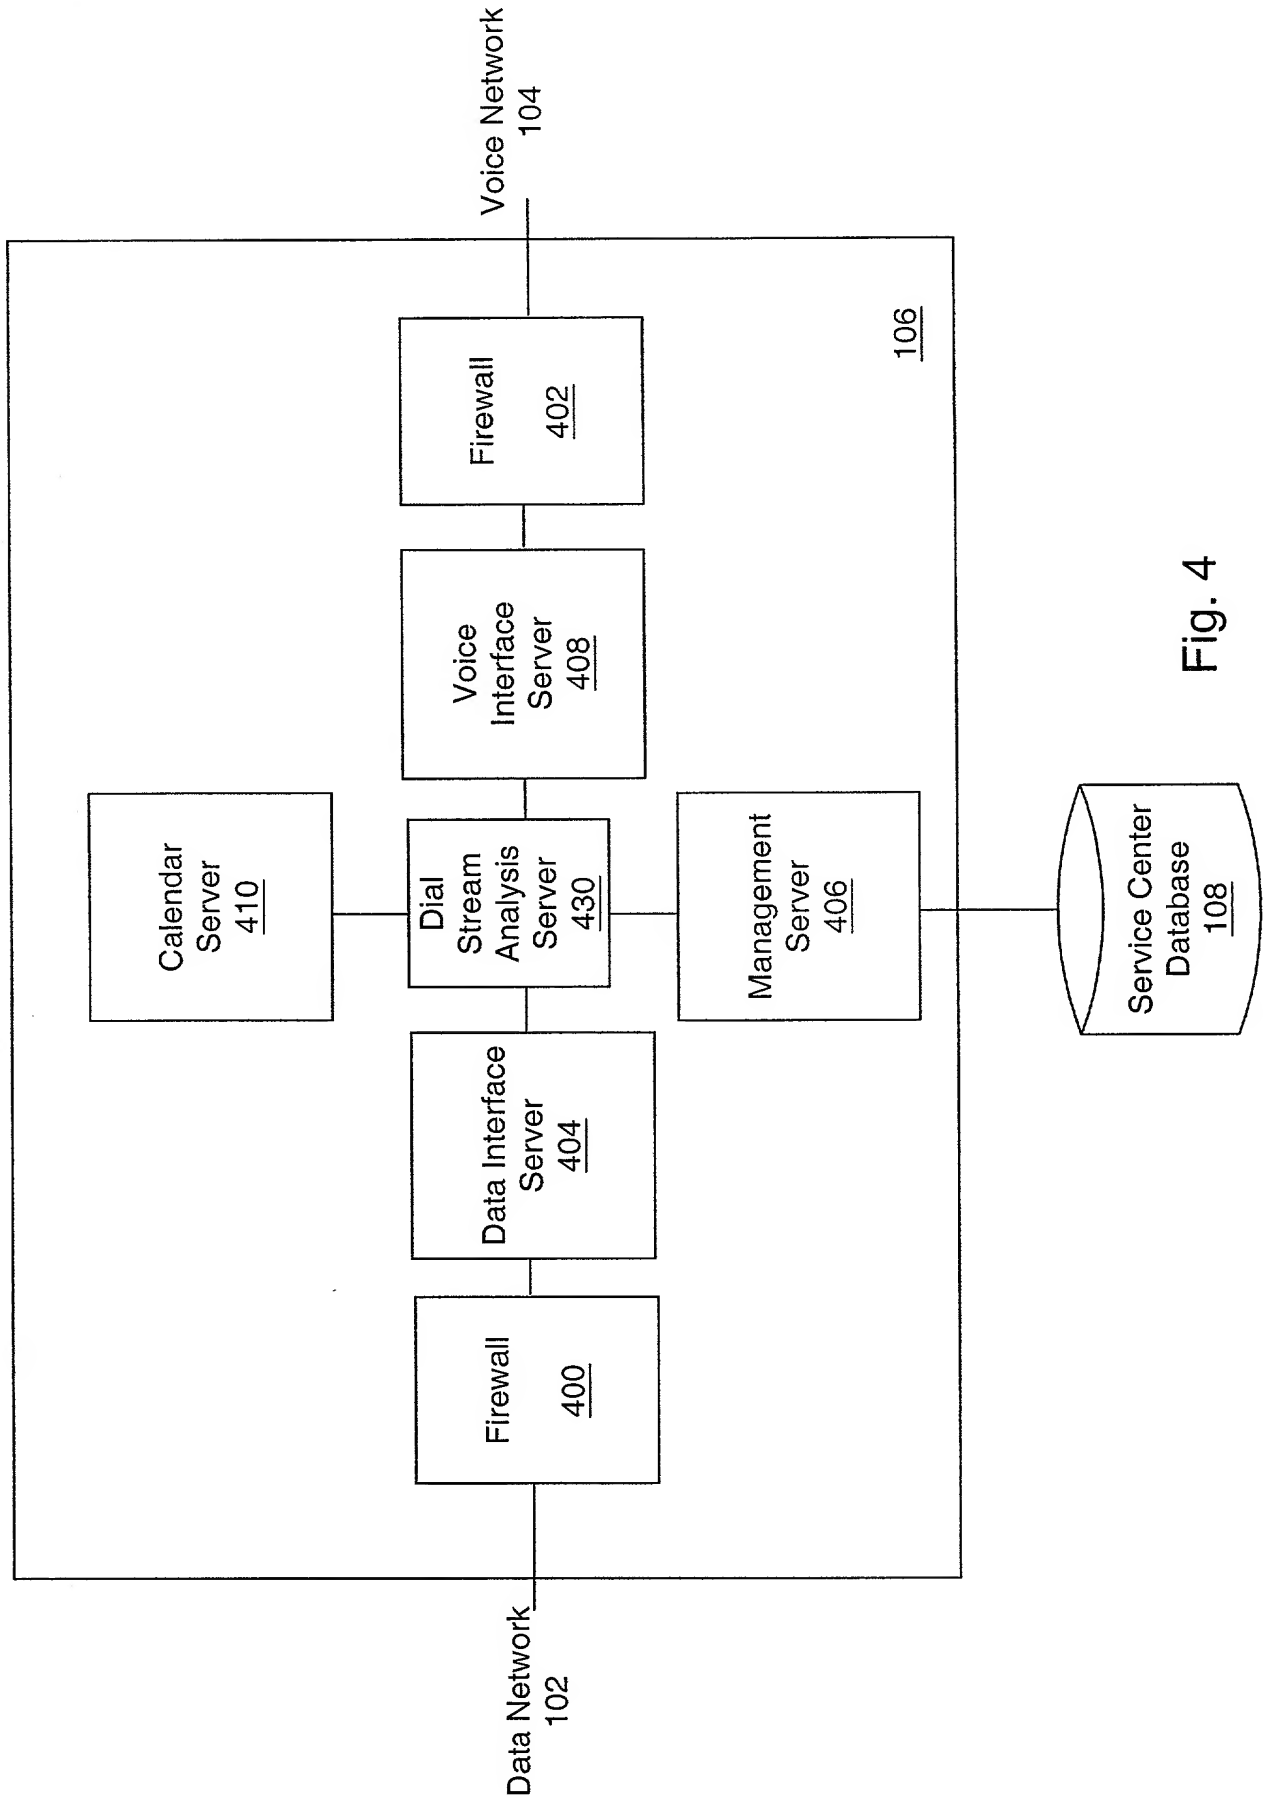 Calendar
Server
410
Data Network
102
Firewall
400
Data Interface
Server
404
Dial
Stream
Analysis
Server
430
Voice
Interface
Server
408
Firewall
402
Voice Network
104
Management
Server
406
106
Service Center
Database
108
Fig. 4